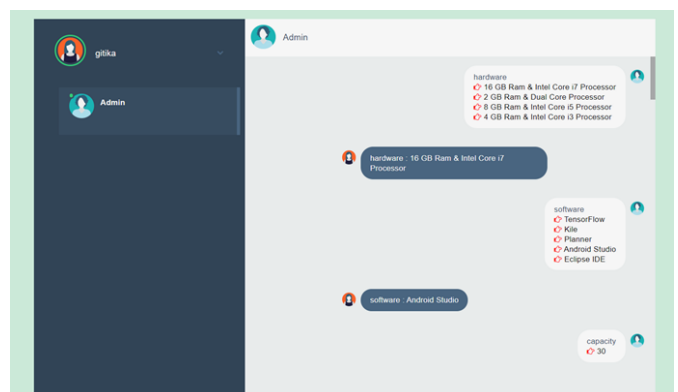 gitika
Admin
Admin
hardware
16 GB Ram & Intel Core i7 Processor
2 GB Ram & Dual Core Processor
8 GB Ram & Intel Core i5 Processor
4 GB Ram & Intel Core i3 Processor
hardware : 16 GB Ram & Intel Core i7
Processor
software
TensorFlow
Kile
Planner
Android Studio
Eclipse IDE
software : Android Studio
capacity
30